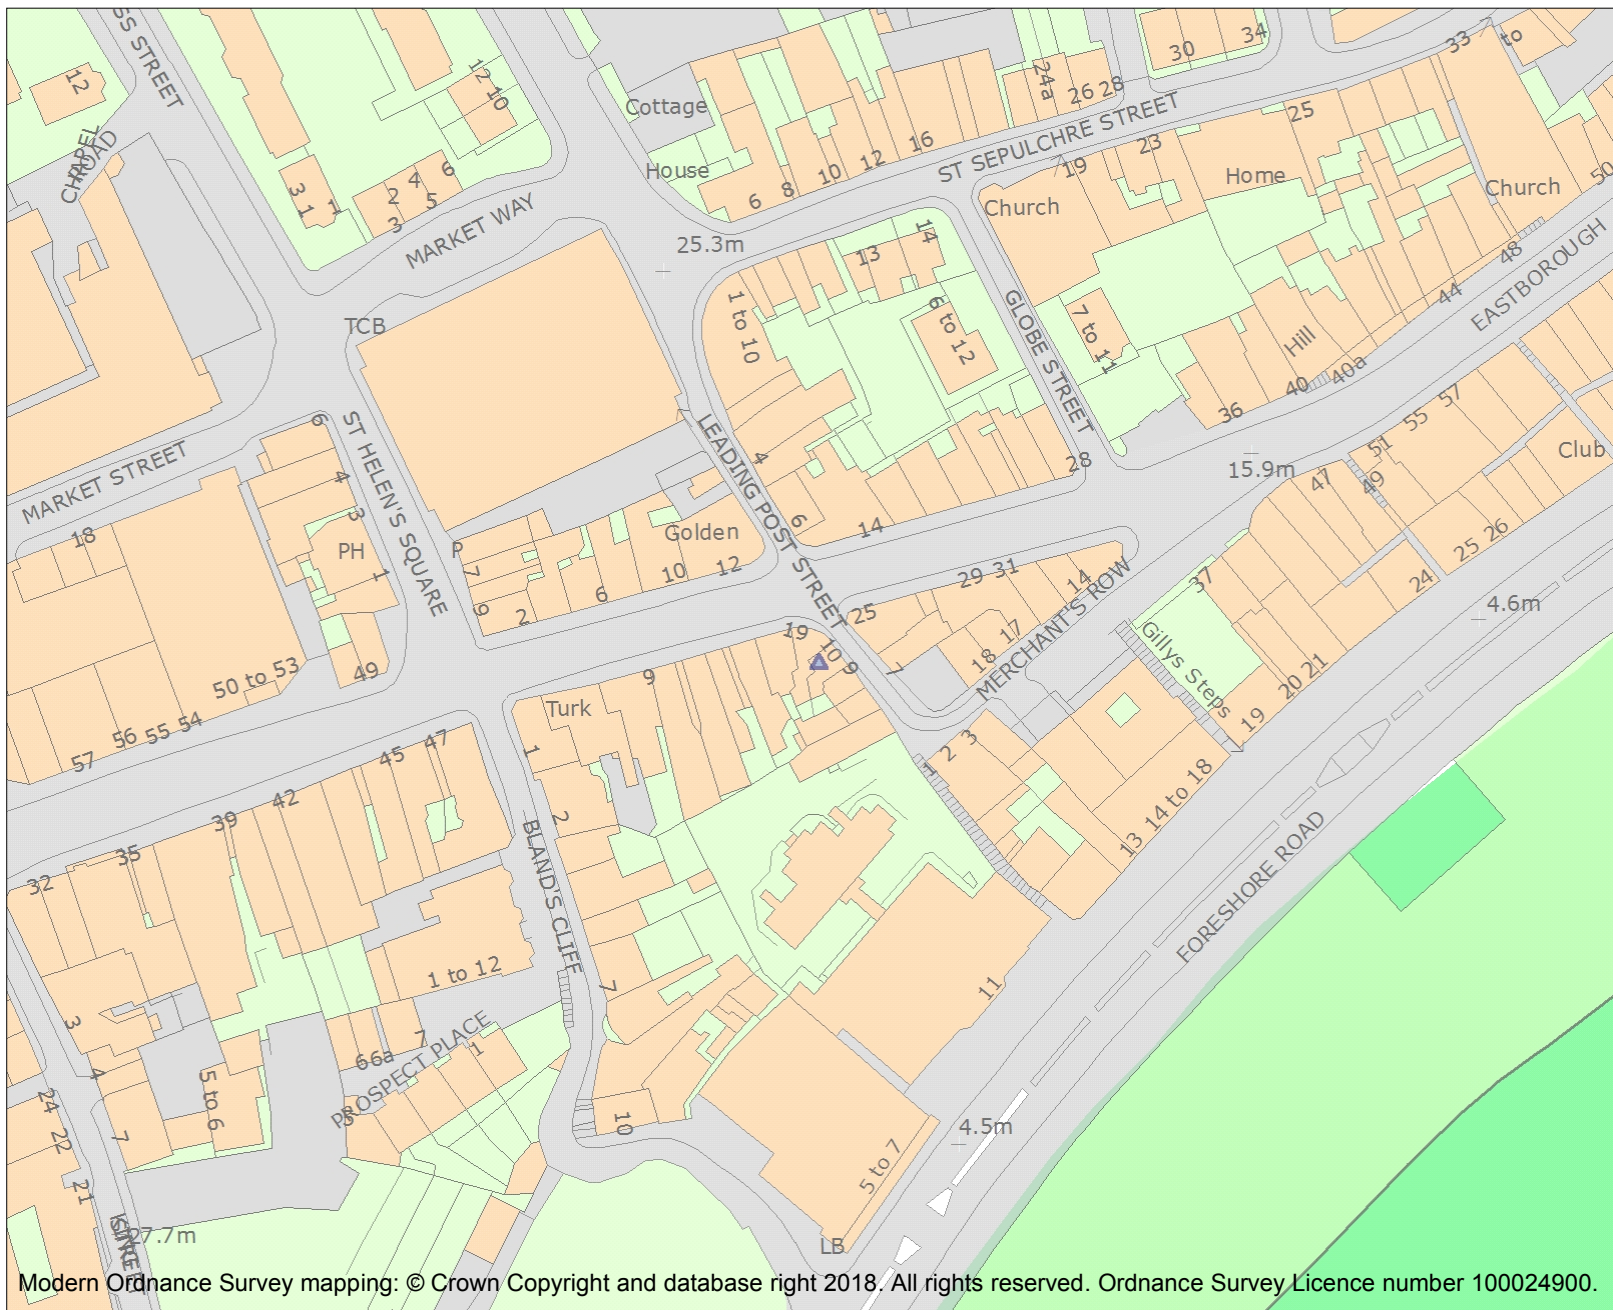 SS STREET
12
CHAPEL
ROAD
12
10
Cottage
House
24a
26
28
30
34
33
to
25
ST SEPULCHRE STREET
16
12
10
8
6
3
1
1
2
4
6
5
3
MARKET WAY
25.3m
19
23
Home
Church
Church
50
48
EASTBOROUGH
44
13
14
1 to 10
6 to 12
GLOBE STREET
7 to 11
Hill
40
40a
36
TCB
6
4
3
PH
1
ST HELEN'S SQUARE
MARKET STREET
18
LEADING POST STREET
4
6
28
14
15.9m
57
55
51
49
47
Club
P
7
9
2
6
10
12
Golden
25
26
24
29
31
14
25
MERCHANT'S ROW
37
4.6m
Gillys Steps
17
18
7
19
10
9
9
20
21
19
49
50 to 53
54
55
56
57
Turk
1
2
2
3
1
14 to 18
13
FORESHORE ROAD
47
45
42
39
35
32
BLAND'S CLIFF
1 to 12
7
11
3
4
7
6
6a
1
PROSPECT PLACE
5
5 to 6
24
22
7
21
10
4.5m
5 to 7
LB
27.7m
Modern Ordnance Survey mapping: © Crown Copyright and database right 2018. All rights reserved. Ordnance Survey Licence number 100024900.